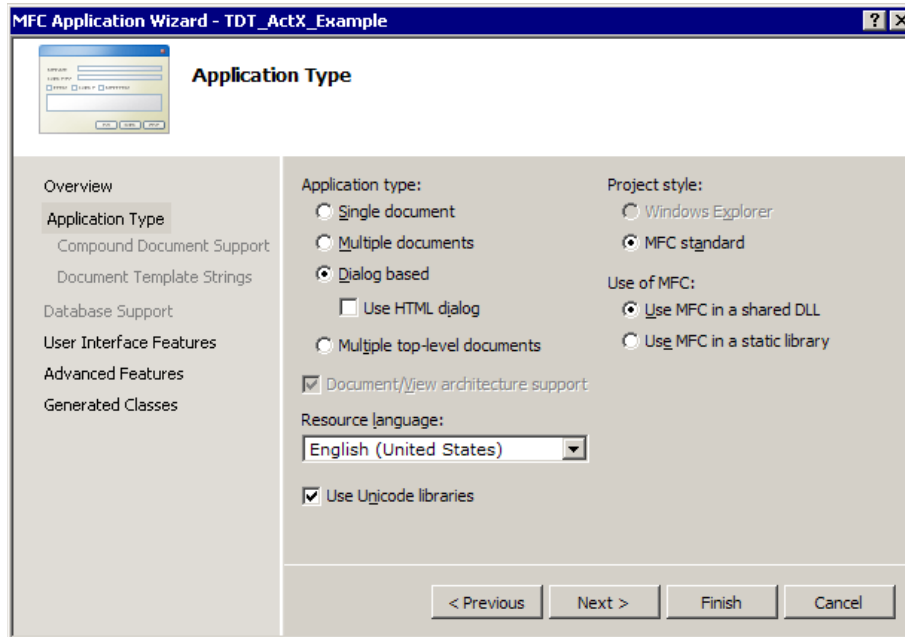 MFC Application Wizard - TDT_ActX_Example
Application Type
Overview
Application Type
Compound Document Support
Document Template Strings
Database Support
User Interface Features
Advanced Features
Generated Classes
Application type:
Single document
Multiple documents
Dialog based
Use HTML dialog
Multiple top-level documents
Document/View architecture support
Resource language:
English (United States)
Use Unicode libraries
Project style:
Windows Explorer
MFC standard
Use of MFC:
Use MFC in a shared DLL
Use MFC in a static library
< Previous
Next >
Finish
Cancel